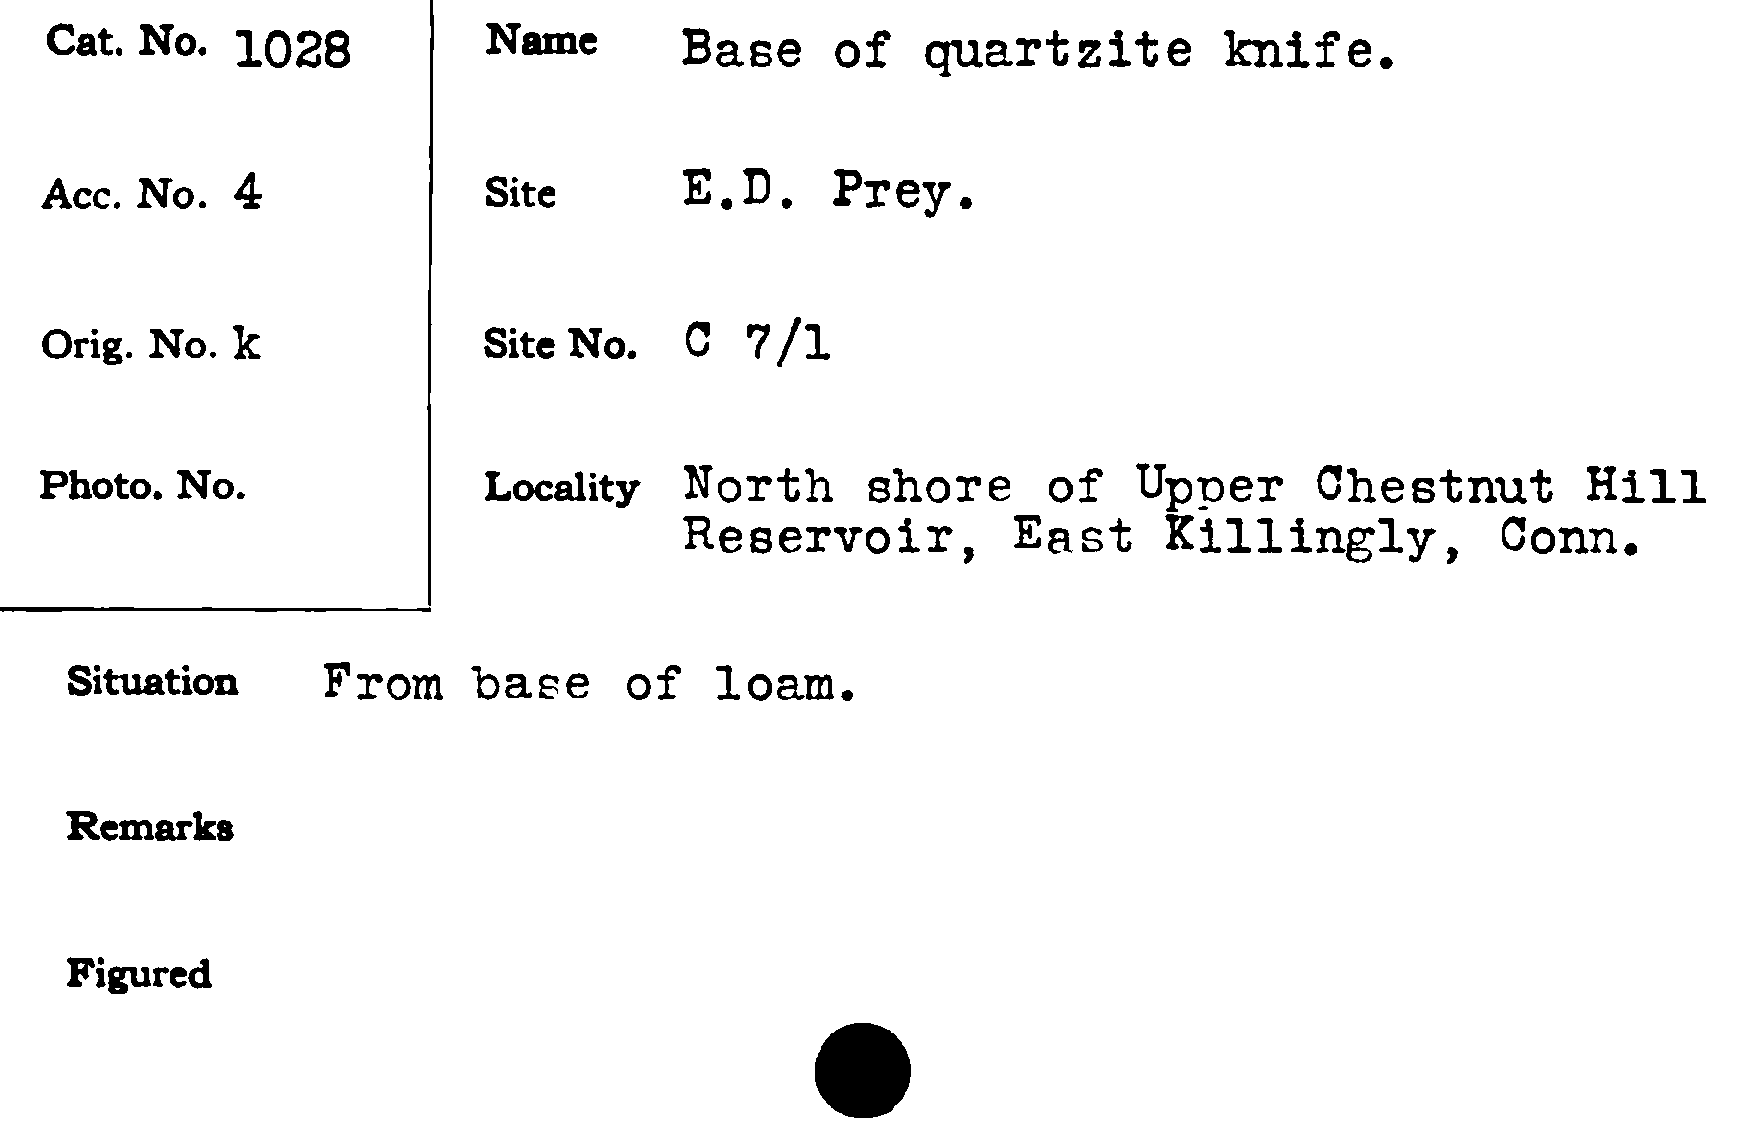 Cat. No. 1028
Name Base of quartzite knife.
Acc. No. 4
Site E.D. Prey.
Orig. No. k
Site No. C 7/1
Photo. No.
Locality North shore of Upper Chestnut Hill
Reservoir, East Killingly, Conn.
Situation From base of loam.
Remarks
Figured